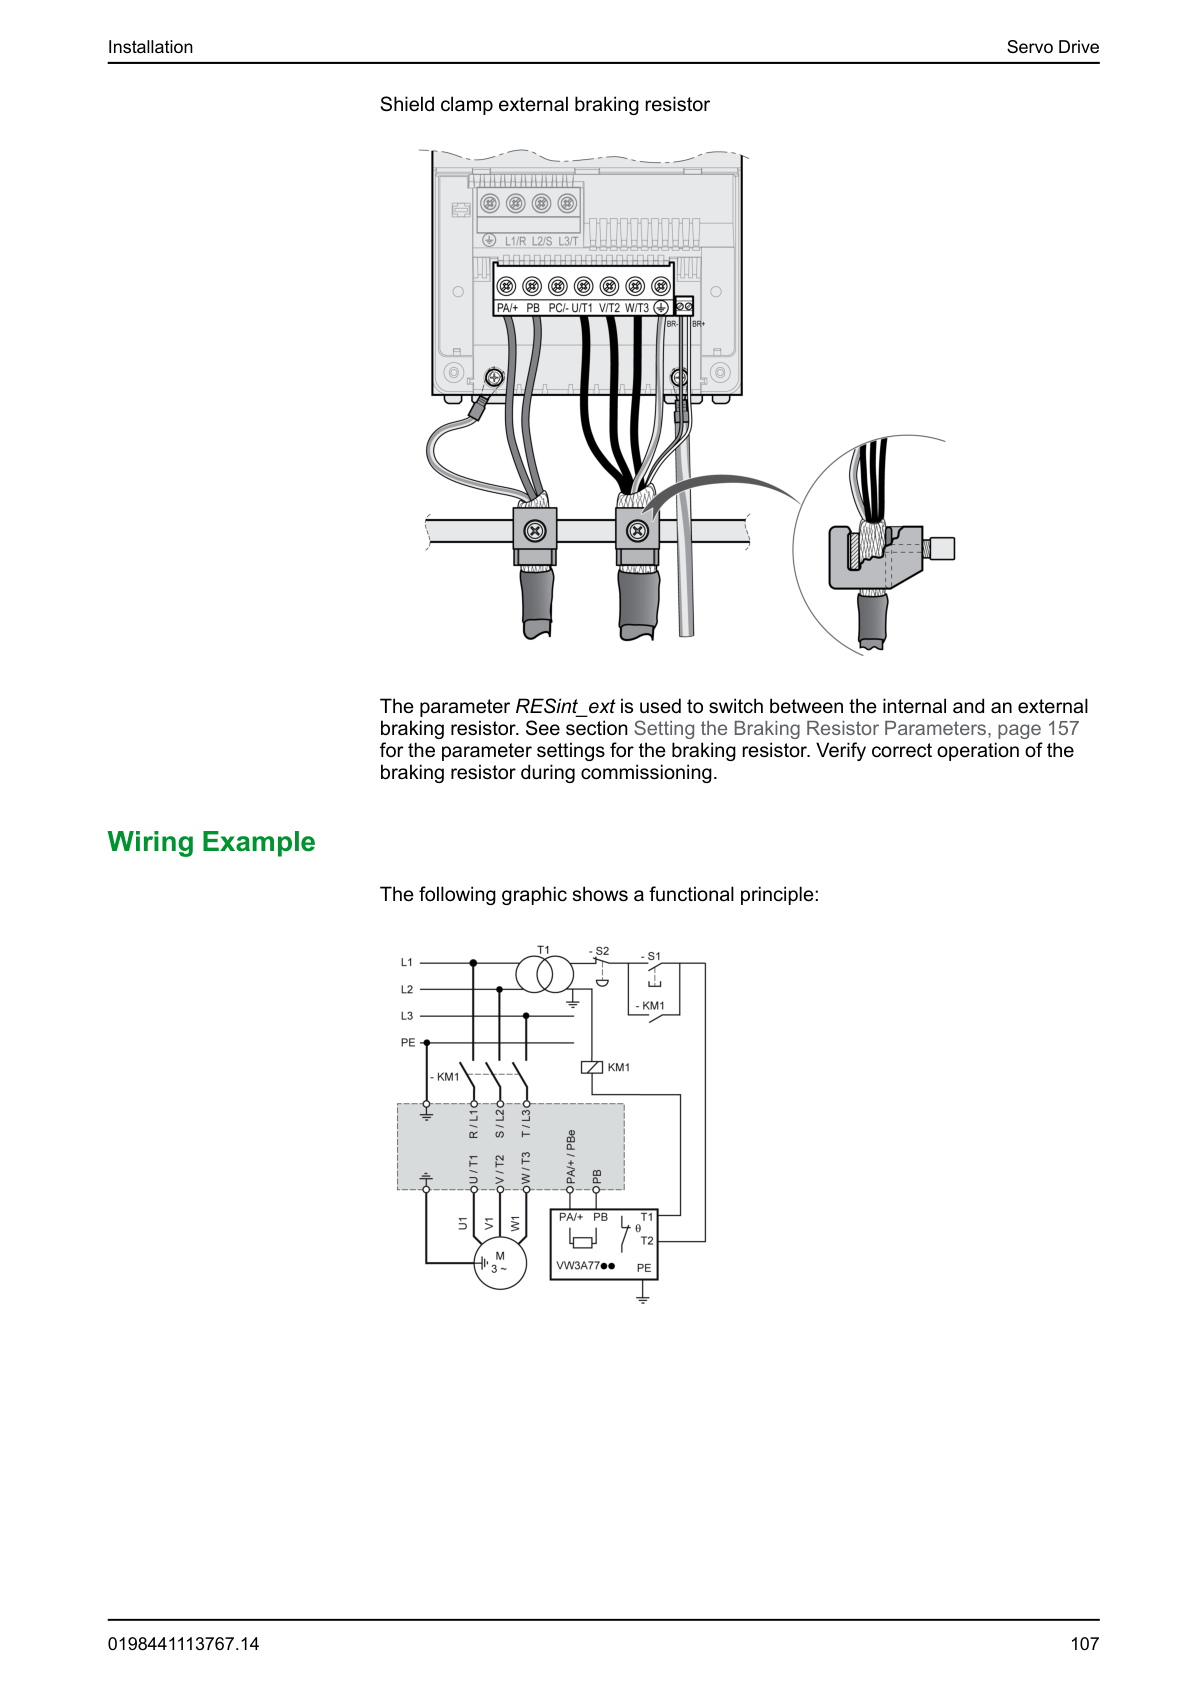 Installation
Servo Drive
Shield clamp external braking resistor
L1/R L2/S L3/T
PA/+ PB PC/- U/T1 V/T2 W/T3
BR- BR+
The parameter RESint_ext is used to switch between the internal and an external
braking resistor. See section Setting the Braking Resistor Parameters, page 157
for the parameter settings for the braking resistor. Verify correct operation of the
braking resistor during commissioning.
Wiring Example
The following graphic shows a functional principle:
T1
- S2
- S1
L1
L2
- KM1
L3
PE
KM1
- KM1
R / L1
S / L2
T / L3
U / T1
V / T2
W / T3
PA/+ / PBe
PB
U1
V1
W1
PA/+ PB T1
θ
T2
M
3 ~
VW3A77●●
PE
0198441113767.14
107